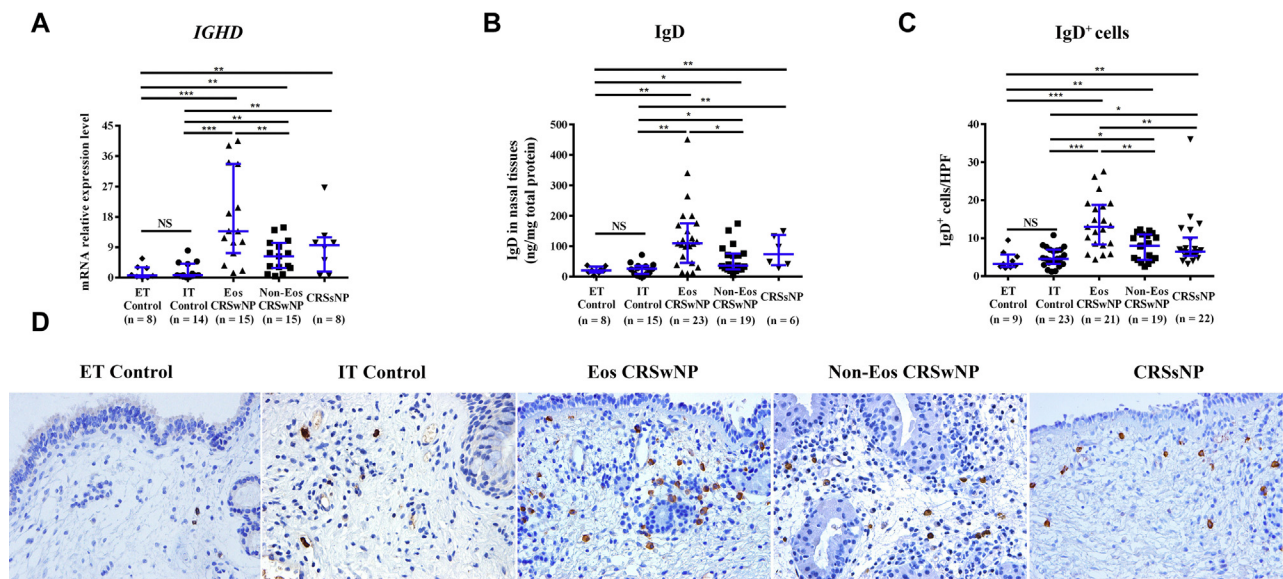 A
IGHD
mRNA relative expression level
45
36
27
18
9
0
**
**
***
**
**
***
**
NS
ET
Control
(n = 8)
IT
Control
(n = 14)
Eos
CRSwNP
(n = 15)
Non-Eos
CRSwNP
(n = 15)
CRSsNP
(n = 8)
B
IgD
IgD in nasal tissues
(ng/mg total protein)
500
400
300
200
100
0
**
*
**
**
*
**
*
NS
ET
Control
(n = 8)
IT
Control
(n = 15)
Eos
CRSwNP
(n = 23)
Non-Eos
CRSwNP
(n = 19)
CRSsNP
(n = 6)
C
IgD⁺ cells
IgD⁺ cells/HPF
40
30
20
10
0
**
**
***
*
**
*
***
**
NS
ET
Control
(n = 9)
IT
Control
(n = 23)
Eos
CRSwNP
(n = 21)
Non-Eos
CRSwNP
(n = 19)
CRSsNP
(n = 22)
D
ET Control
IT Control
Eos CRSwNP
Non-Eos CRSwNP
CRSsNP